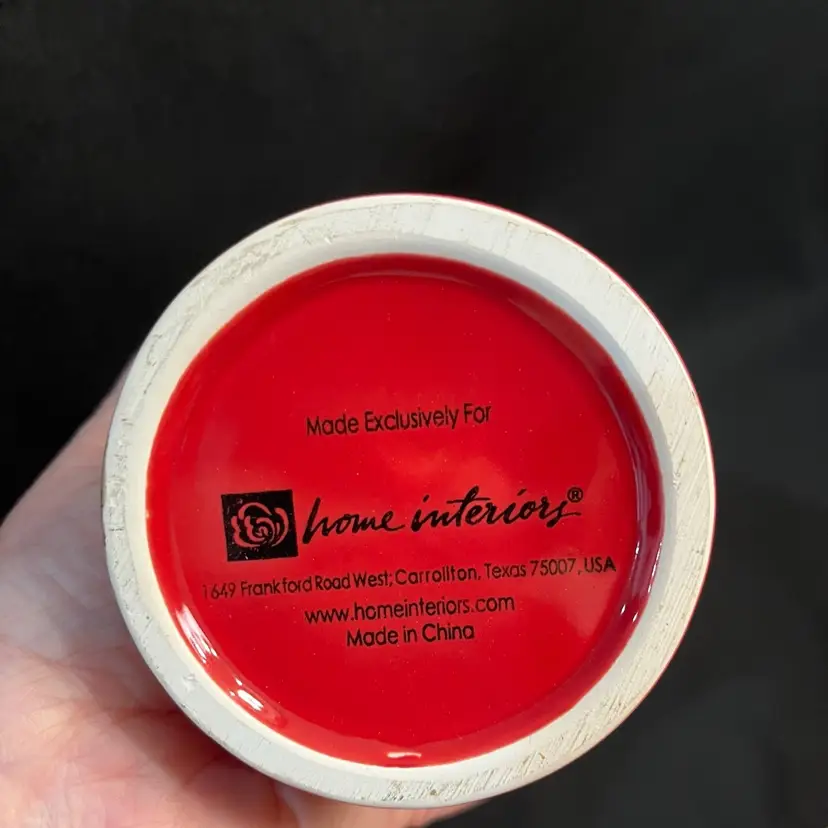 Made Exclusively For
home interiors®
1649 Frankford Road West; Carrollton, Texas 75007, USA
www.homeinteriors.com
Made in China